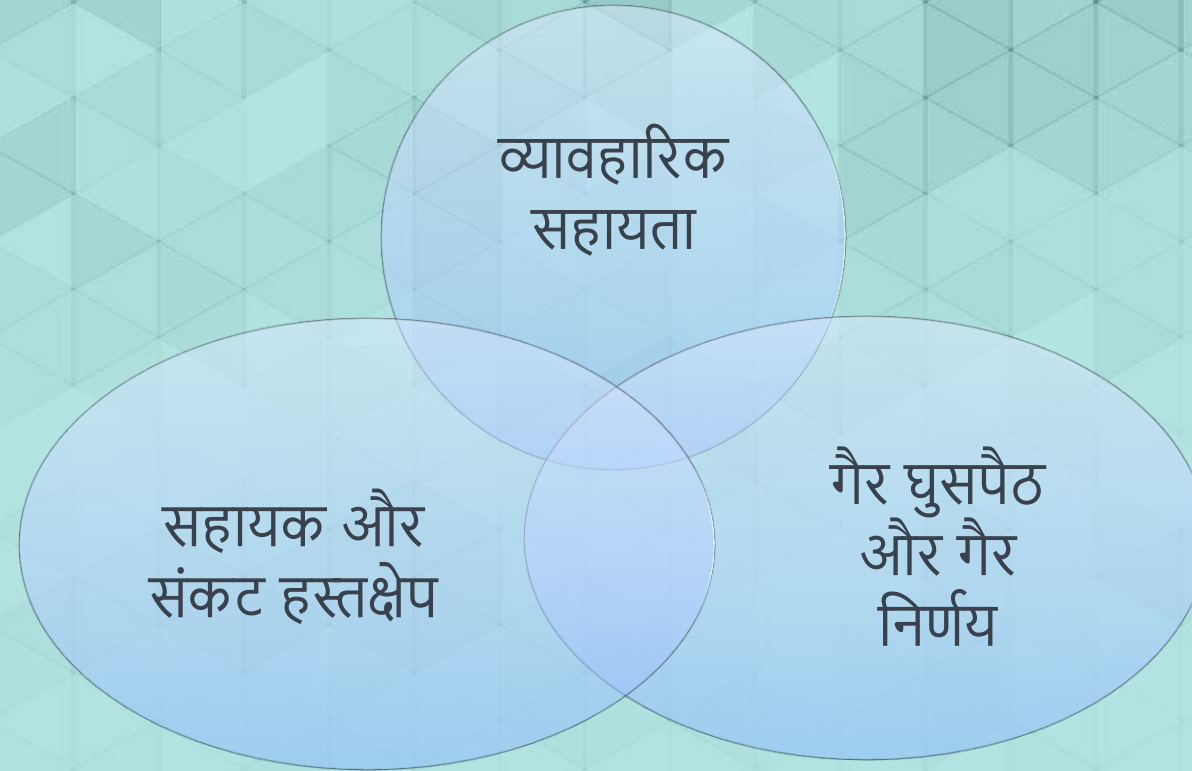 व्यावहारिक
सहायता
सहायक और
संकट हस्तक्षेप
गैर घुसपैठ
और गैर
निर्णय